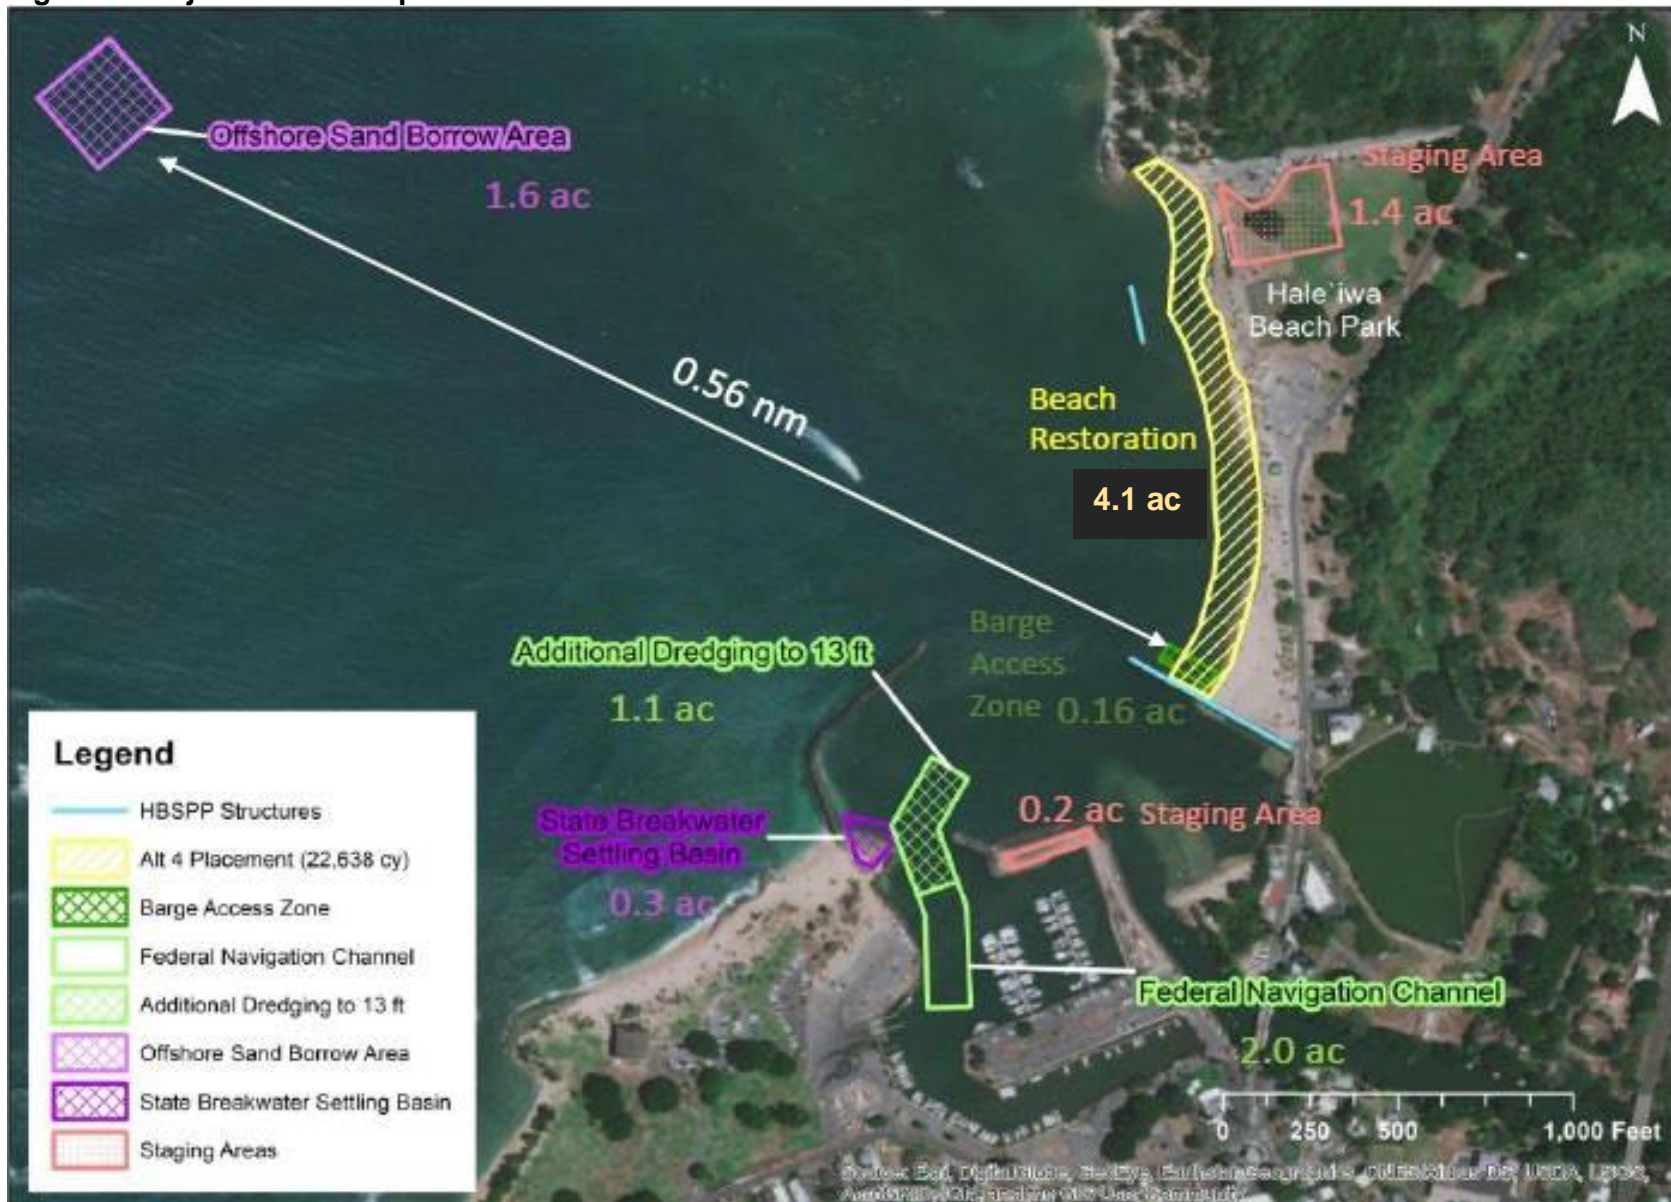 N
Offshore Sand Borrow Area
1.6 ac
Staging Area
1.4 ac
Hale`iwa
Beach Park
0.56 nm
Beach
Restoration
4.1 ac
Barge
Access
Zone 0.16 ac
Additional Dredging to 13 ft
1.1 ac
0.2 ac Staging Area
State Breakwater
Settling Basin
0.3 ac
Federal Navigation Channel
2.0 ac
0 250 500 1,000 Feet
Legend
HBSPP Structures
Alt 4 Placement (22,638 cy)
Barge Access Zone
Federal Navigation Channel
Additional Dredging to 13 ft
Offshore Sand Borrow Area
State Breakwater Settling Basin
Staging Areas